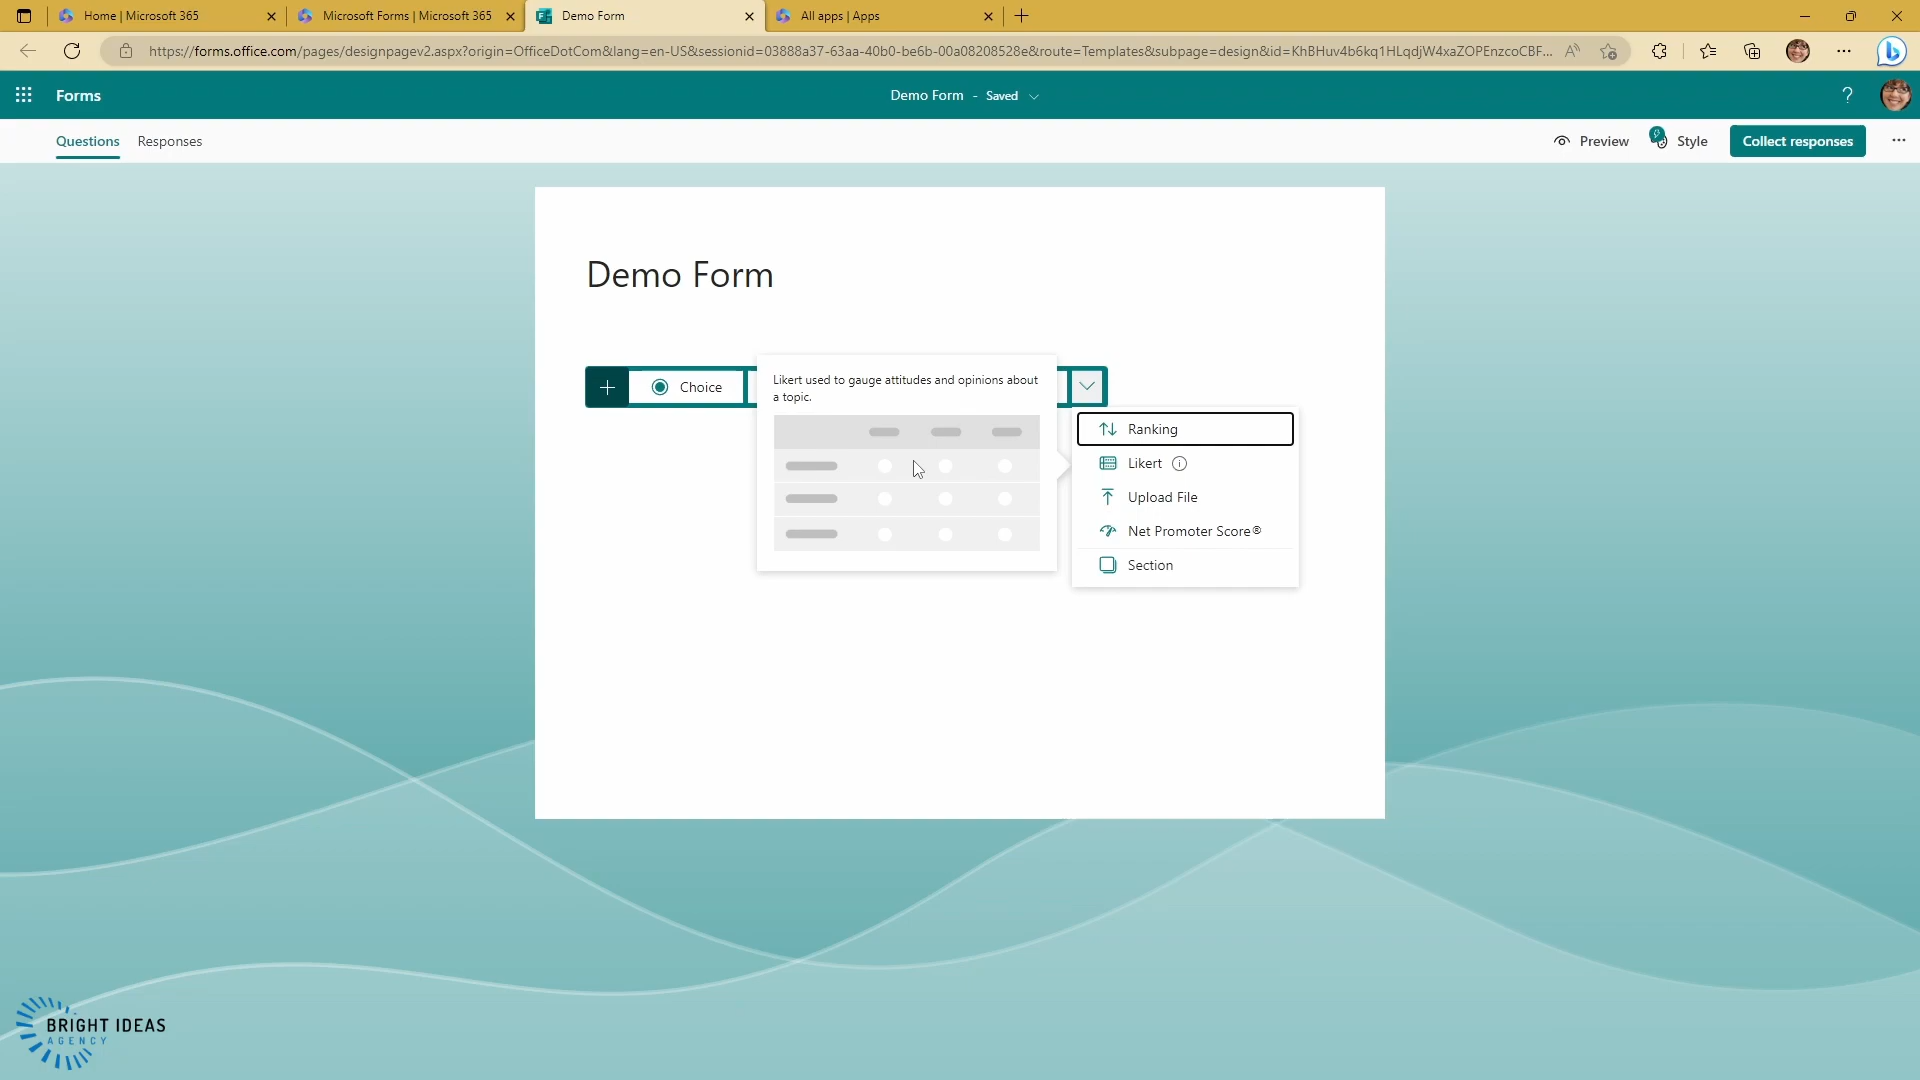 Home | Microsoft 365
Microsoft Forms | Microsoft 365
Demo Form
All apps | Apps
https://forms.office.com/pages/designpagev2.aspx?origin=OfficeDotCom&lang=en-US&sessionid=03888a37-63aa-40b0-be6b-00a08208528e&route=Templates&subpage=design&id=KhBHuv4b6kq1HLqdjW4xaZOPEnzcoCBF...
Forms
Demo Form - Saved
?
Questions
Responses
Preview
Style
Collect responses
Demo Form
Choice
Likert used to gauge attitudes and opinions about
a topic.
Ranking
Likert
Upload File
Net Promoter Score®
Section
BRIGHT IDEAS
AGENCY